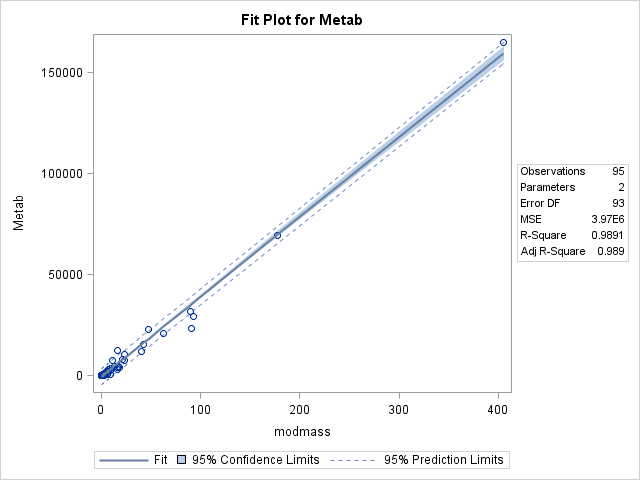 Fit Plot for Metab
150000
100000
50000
0
Metab
0 100 200 300 400
modmass
Observations 95
Parameters 2
Error DF 93
MSE 3.97E6
R-Square 0.9891
Adj R-Square 0.989
Fit 95% Confidence Limits 95% Prediction Limits